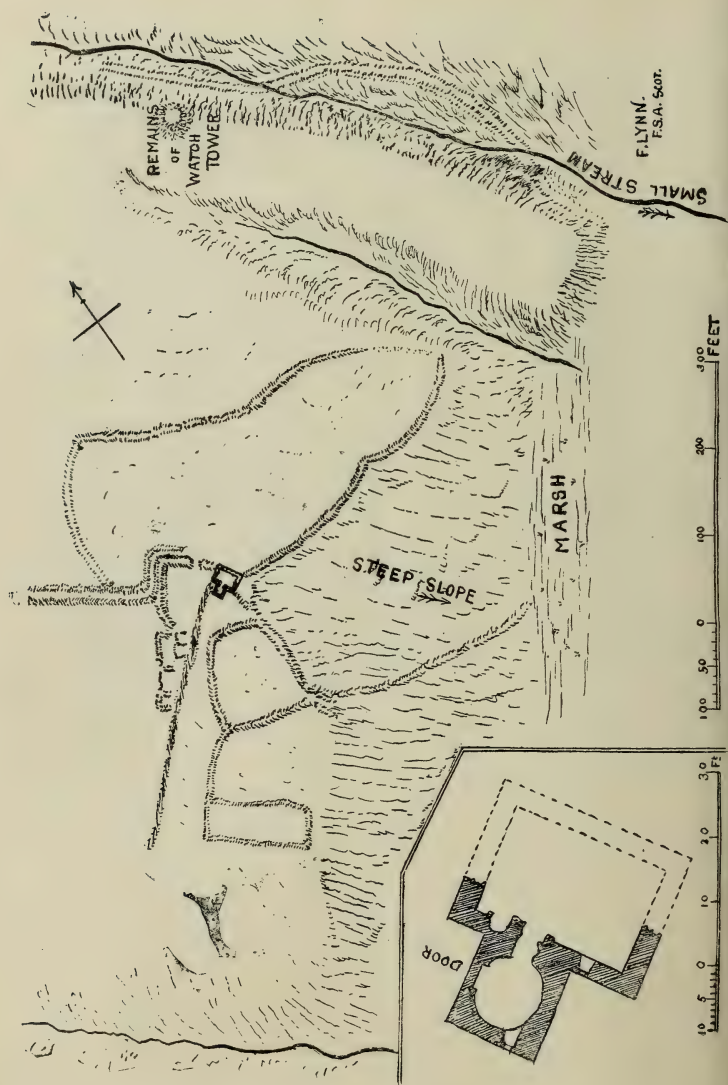 REMAINS
OF
WATCH
TOWER
SMALL STREAM
F. LYNN.
F.S.A. SCOT.
STEEP SLOPE
MARSH
100 50 0 100 200 300 FEET
DOOR
10 5 0 10 20 30 Ft